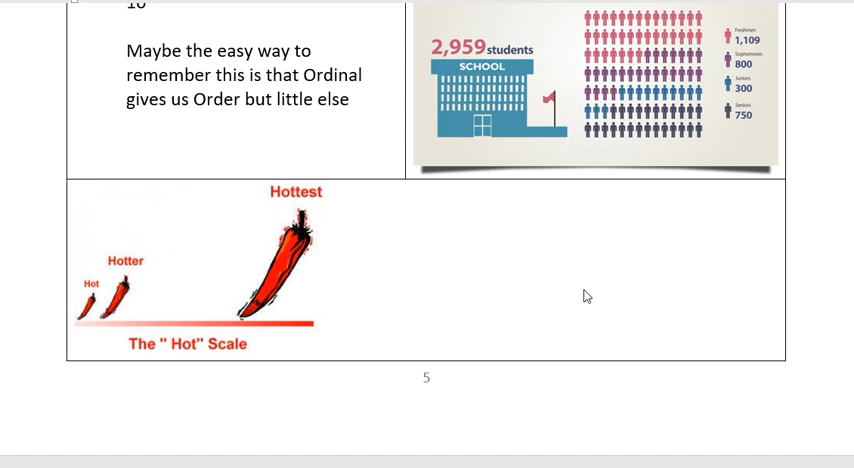 10
Maybe the easy way to
remember this is that Ordinal
gives us Order but little else
2,959 students
SCHOOL
Freshmen
1,109
Sophomores
800
Juniors
300
Seniors
750
Hottest
Hotter
Hot
The " Hot" Scale
5